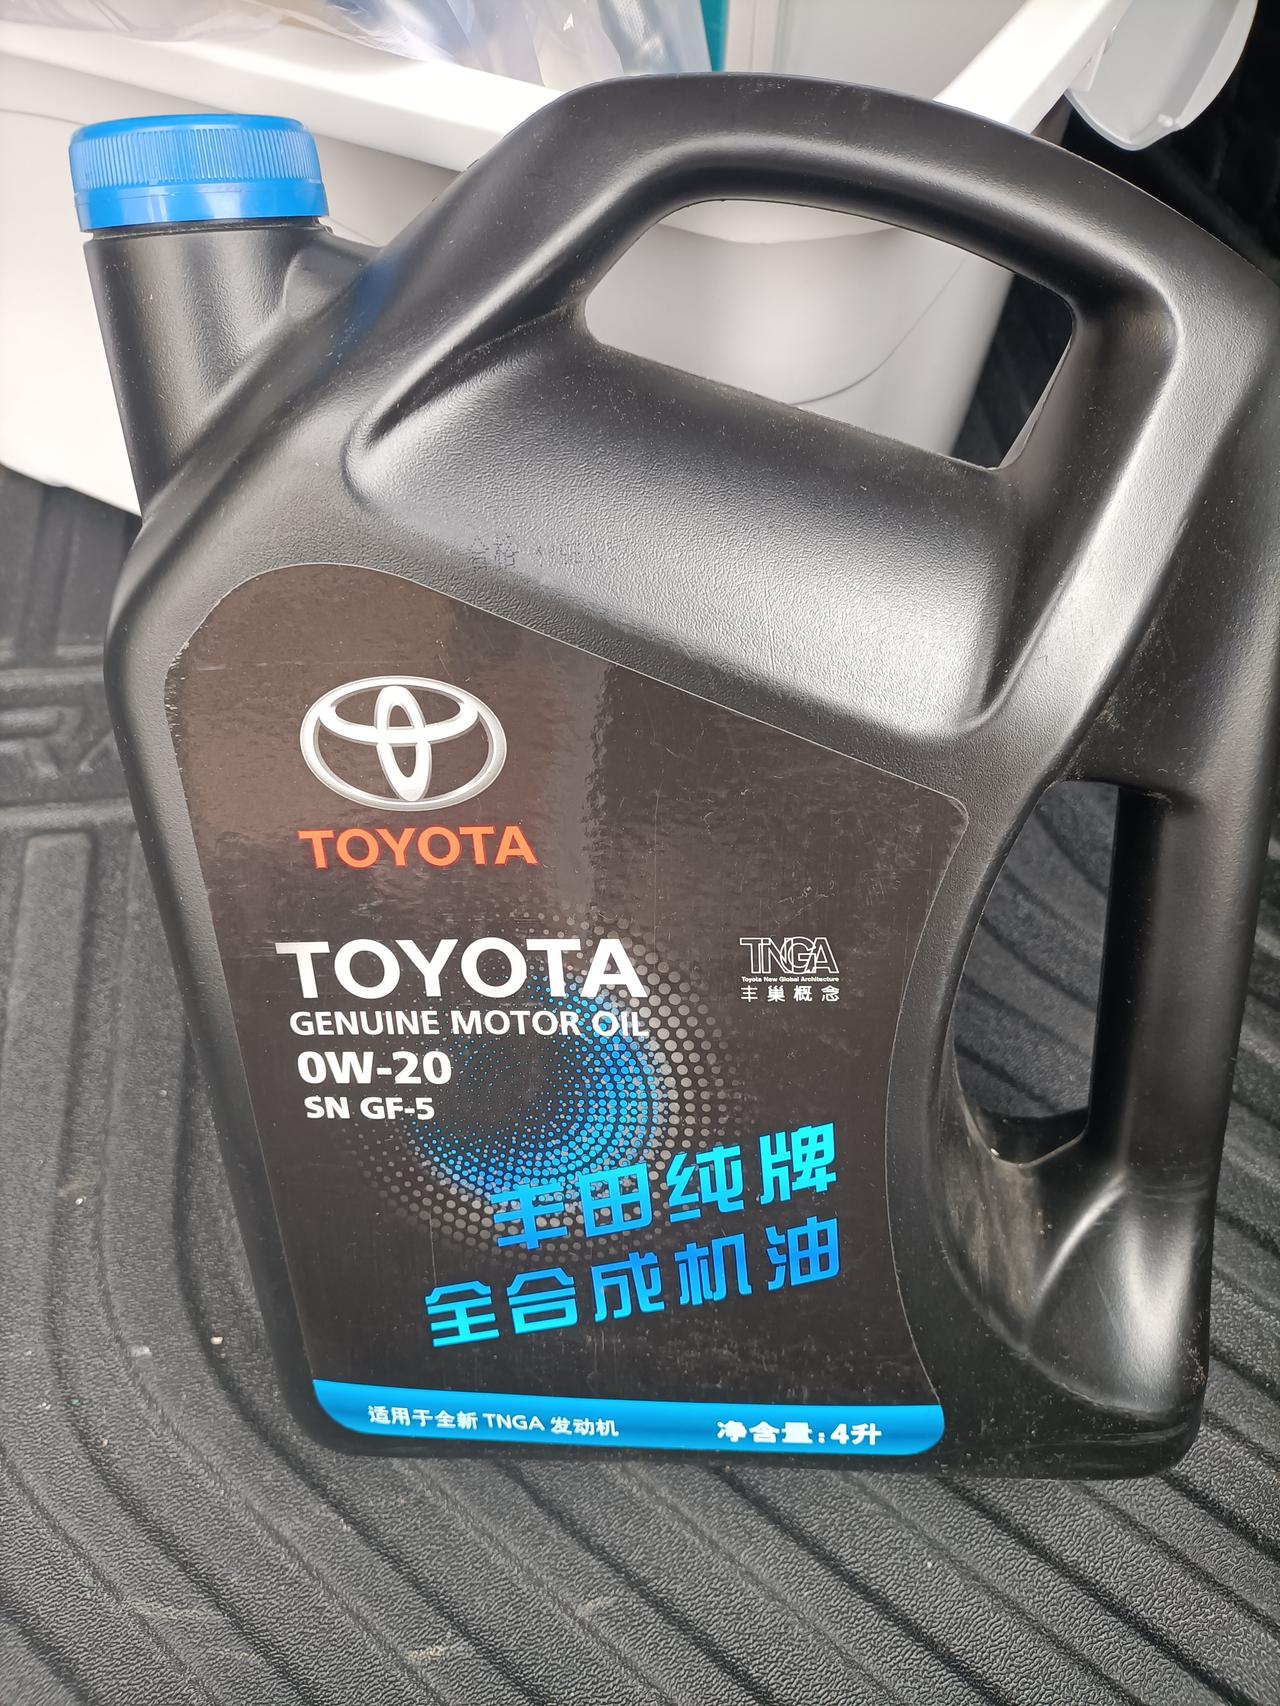 合格
TOYOTA
TOYOTA
GENUINE MOTOR OIL
0W-20
SN GF-5
TNGA
Toyota New Global Architecture
丰巢概念
丰田纯牌
全合成机油
适用于全新 TNGA 发动机
净含量:4升